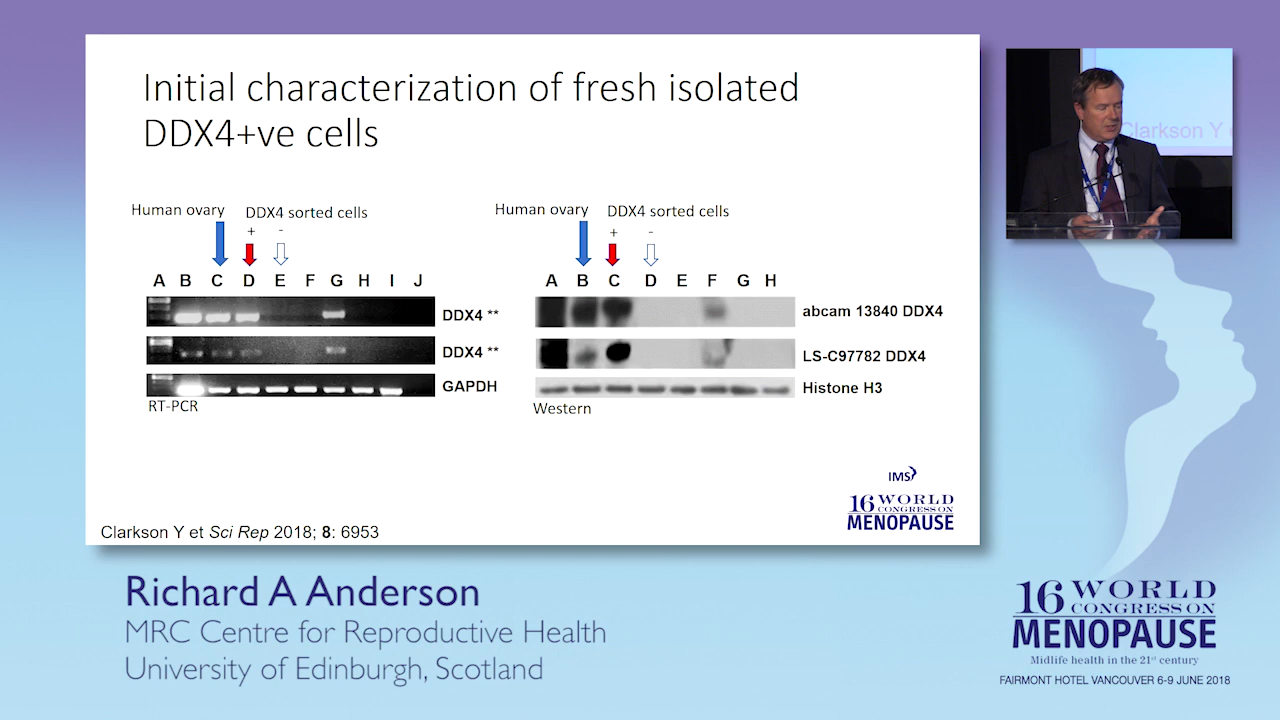 Initial characterization of fresh isolated
DDX4+ve cells
Human ovary
DDX4 sorted cells
+ -
A B C D E F G H I J
DDX4 **
DDX4 **
GAPDH
RT-PCR
Human ovary
DDX4 sorted cells
+ -
A B C D E F G H
abcam 13840 DDX4
LS-C97782 DDX4
Histone H3
Western
IMS
16 WORLD
CONGRESS ON
MENOPAUSE
Clarkson Y et Sci Rep 2018; 8: 6953
Clarkson Y e
Richard A Anderson
MRC Centre for Reproductive Health
University of Edinburgh, Scotland
16 WORLD
CONGRESS ON
MENOPAUSE
Midlife health in the 21st century
FAIRMONT HOTEL VANCOUVER 6-9 JUNE 2018